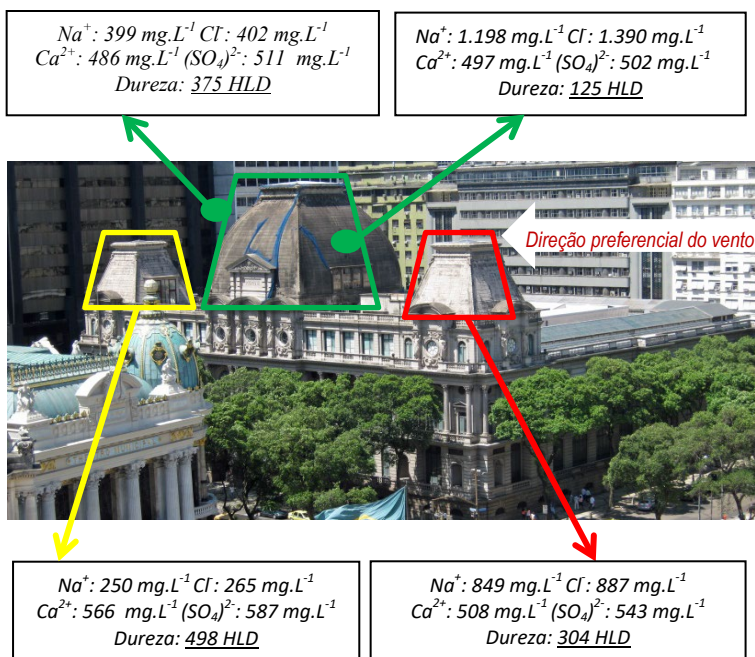 Na⁺: 399 mg.L⁻¹ Cl⁻: 402 mg.L⁻¹
Ca²⁺: 486 mg.L⁻¹ (SO₄)²⁻: 511 mg.L⁻¹
Dureza: 375 HLD
Na⁺: 1.198 mg.L⁻¹ Cl⁻: 1.390 mg.L⁻¹
Ca²⁺: 497 mg.L⁻¹ (SO₄)²⁻: 502 mg.L⁻¹
Dureza: 125 HLD
Direção preferencial do vento
Na⁺: 250 mg.L⁻¹ Cl⁻: 265 mg.L⁻¹
Ca²⁺: 566 mg.L⁻¹ (SO₄)²⁻: 587 mg.L⁻¹
Dureza: 498 HLD
Na⁺: 849 mg.L⁻¹ Cl⁻: 887 mg.L⁻¹
Ca²⁺: 508 mg.L⁻¹ (SO₄)²⁻: 543 mg.L⁻¹
Dureza: 304 HLD